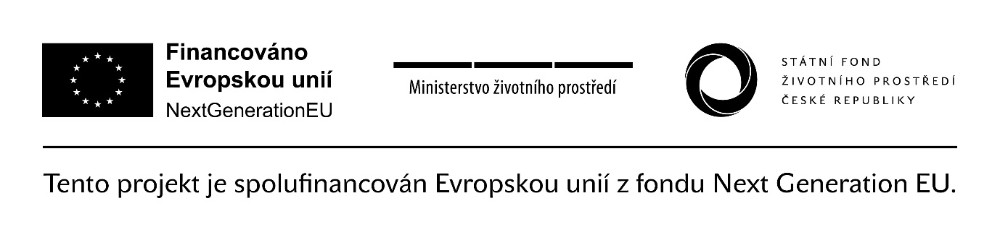 Financováno
Evropskou unií
NextGenerationEU
Ministerstvo životního prostředí
STÁTNÍ FOND
ŽIVOTNÍHO PROSTŘEDÍ
ČESKÉ REPUBLIKY
Tento projekt je spolufinancován Evropskou unií z fondu Next Generation EU.